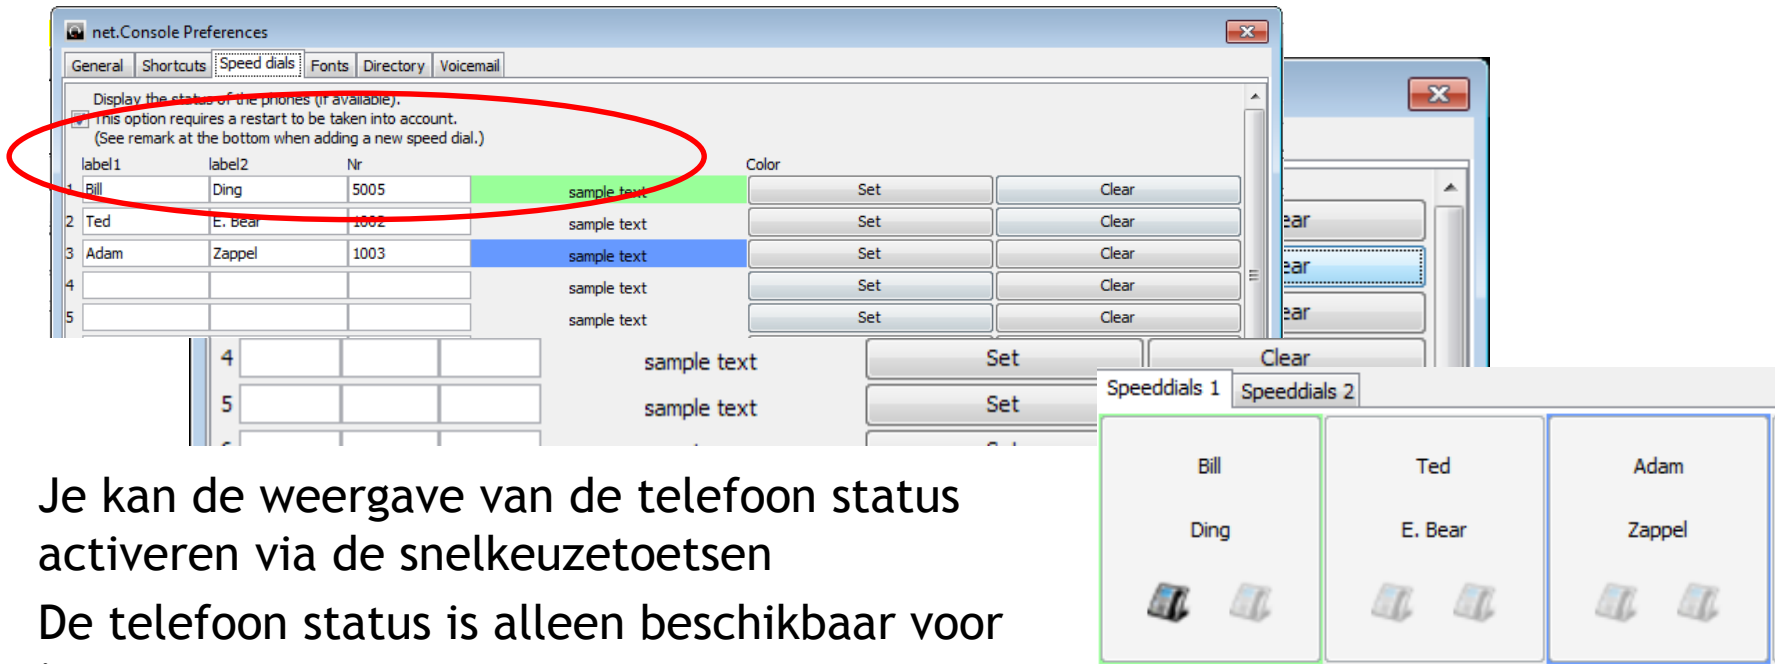 net.Console Preferences
General Shortcuts Speed dials Fonts Directory Voicemail
Display the status of the phones (if available).
This option requires a restart to be taken into account.
(See remark at the bottom when adding a new speed dial.)
label1 label2 Nr Color
1 Bill Ding 5005 sample text Set Clear
2 Ted E. Bear 1002 sample text Set Clear
3 Adam Zappel 1003 sample text Set Clear
4 sample text Set Clear
5 sample text Set Clear
ear
ear
ear
4 sample text Set Clear
5 sample text Set
Speeddials 1 Speeddials 2
Bill Ted Adam
Ding E. Bear Zappel
Je kan de weergave van de telefoon status
activeren via de snelkeuzetoetsen
De telefoon status is alleen beschikbaar voor